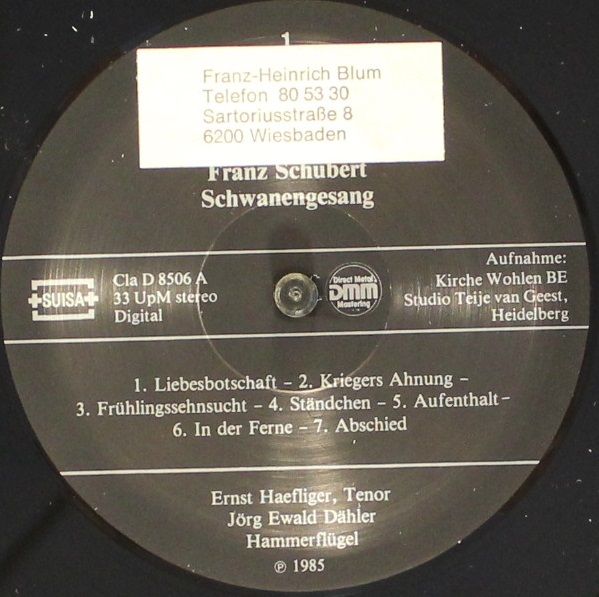 1
Franz-Heinrich Blum
Telefon 80 53 30
Sartoriusstraße 8
6200 Wiesbaden
Franz Schubert
Schwanengesang
SUISA
Cla D 8506 A
33 UpM stereo
Digital
Direct Metal
DMM
Mastering
Aufnahme:
Kirche Wohlen BE
Studio Teije van Geest,
Heidelberg
1. Liebesbotschaft – 2. Kriegers Ahnung –
3. Frühlingssehnsucht – 4. Ständchen – 5. Aufenthalt –
6. In der Ferne – 7. Abschied
Ernst Haefliger, Tenor
Jörg Ewald Dähler
Hammerflügel
℗ 1985